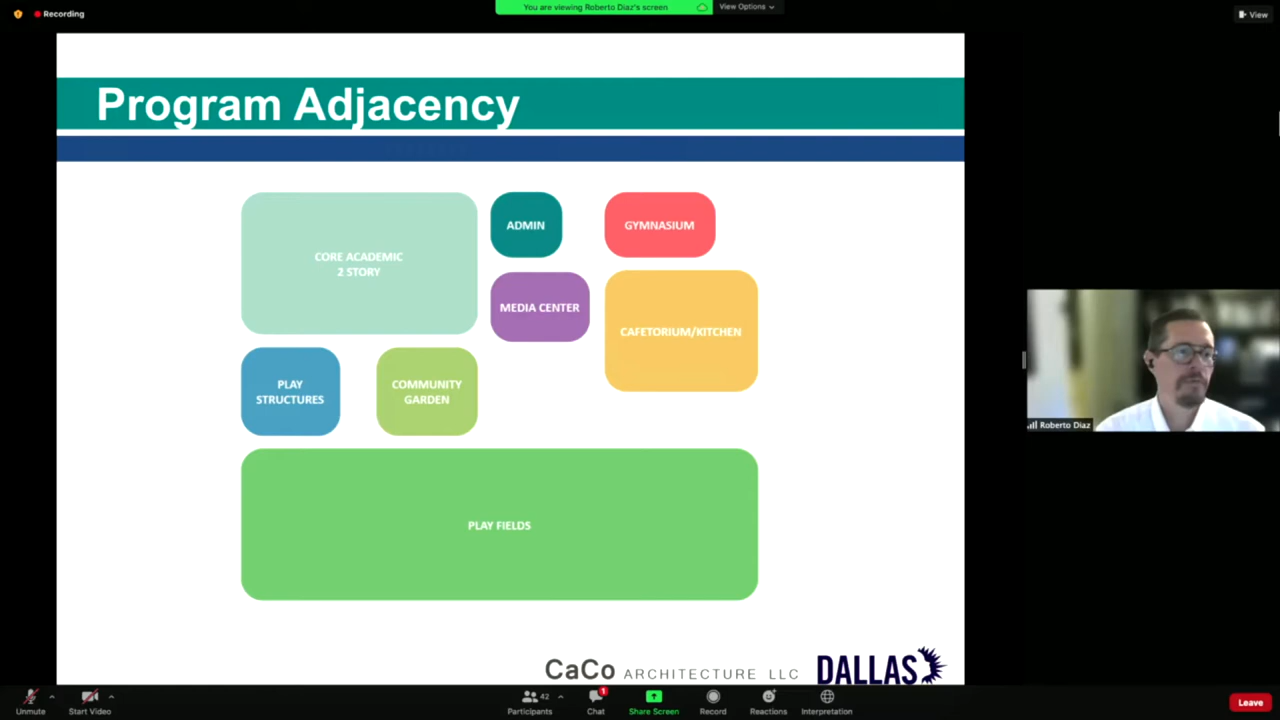 Recording
You are viewing Roberto Diaz's screen
View Options
View
Program Adjacency
CORE ACADEMIC
2 STORY
ADMIN
GYMNASIUM
MEDIA CENTER
CAFETORIUM/KITCHEN
PLAY
STRUCTURES
COMMUNITY
GARDEN
PLAY FIELDS
Roberto Diaz
CaCo ARCHITECTURE LLC
DALLAS
Unmute
Start Video
42
Participants
1
Chat
Share Screen
Record
Reactions
Interpretation
Leave